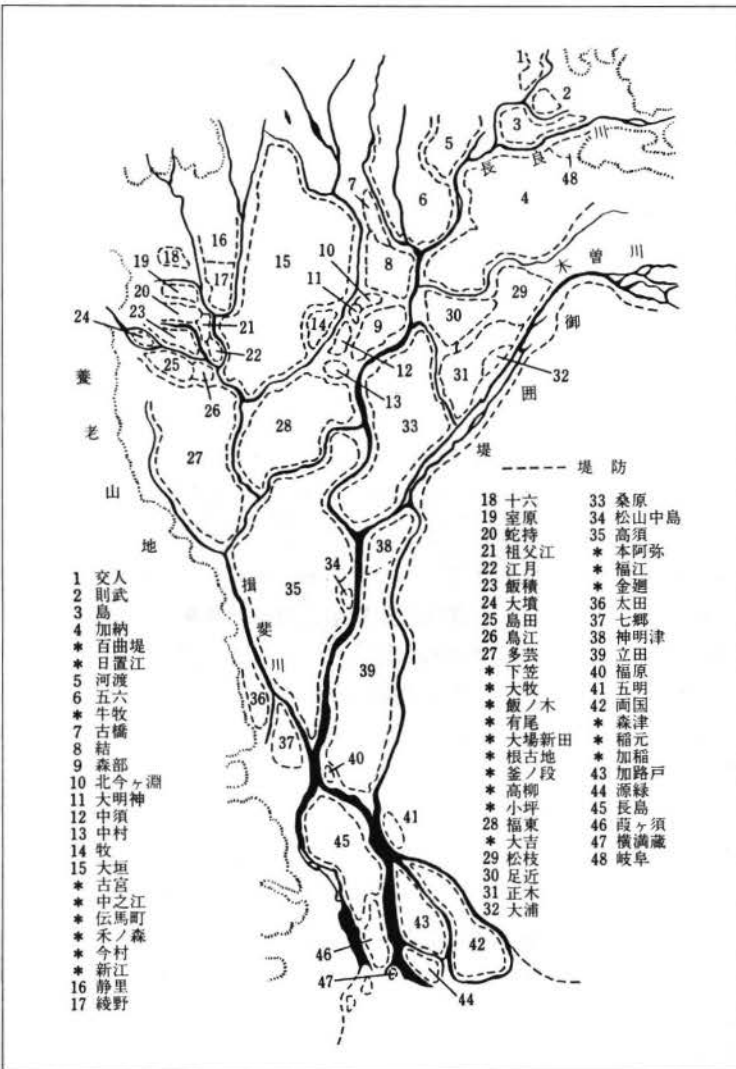 1
2
3
長良川
48
4
5
6
7
8
木曽川
16
15
18
19
17
10
11
29
20
23
24
21
14
9
30
御囲堤
22
12
31
32
25
26
13
養老山地
28
33
27
----- 堤防
34
38
35
揖斐川
39
36
37
40
41
45
43
42
46
47
44
1 交人
2 則武
3 島
4 加納
* 百曲堤
* 日置江
5 河渡
6 五六
* 牛牧
7 古橋
8 結
9 森部
10 北今ヶ淵
11 大明神
12 中須
13 中村
14 牧
15 大垣
* 古宮
* 中之江
* 伝馬町
* 禾ノ森
* 今村
* 新江
16 静里
17 綾野
18 十六
19 室原
20 蛇持
21 祖父江
22 江月
23 飯積
24 大墳
25 島田
26 鳥江
27 多芸
* 下笠
* 大牧
* 飯ノ木
* 有尾
* 大場新田
* 根古地
* 釜ノ段
* 高柳
* 小坪
28 福東
* 大吉
29 松枝
30 足近
31 正木
32 大浦
33 桑原
34 松山中島
35 高須
* 本阿弥
* 福江
* 金廻
36 太田
37 七郷
38 神明津
39 立田
40 福原
41 五明
42 両国
* 森津
* 稲元
* 加稲
43 加路戸
44 源緑
45 長島
46 葭ヶ須
47 横満蔵
48 岐阜